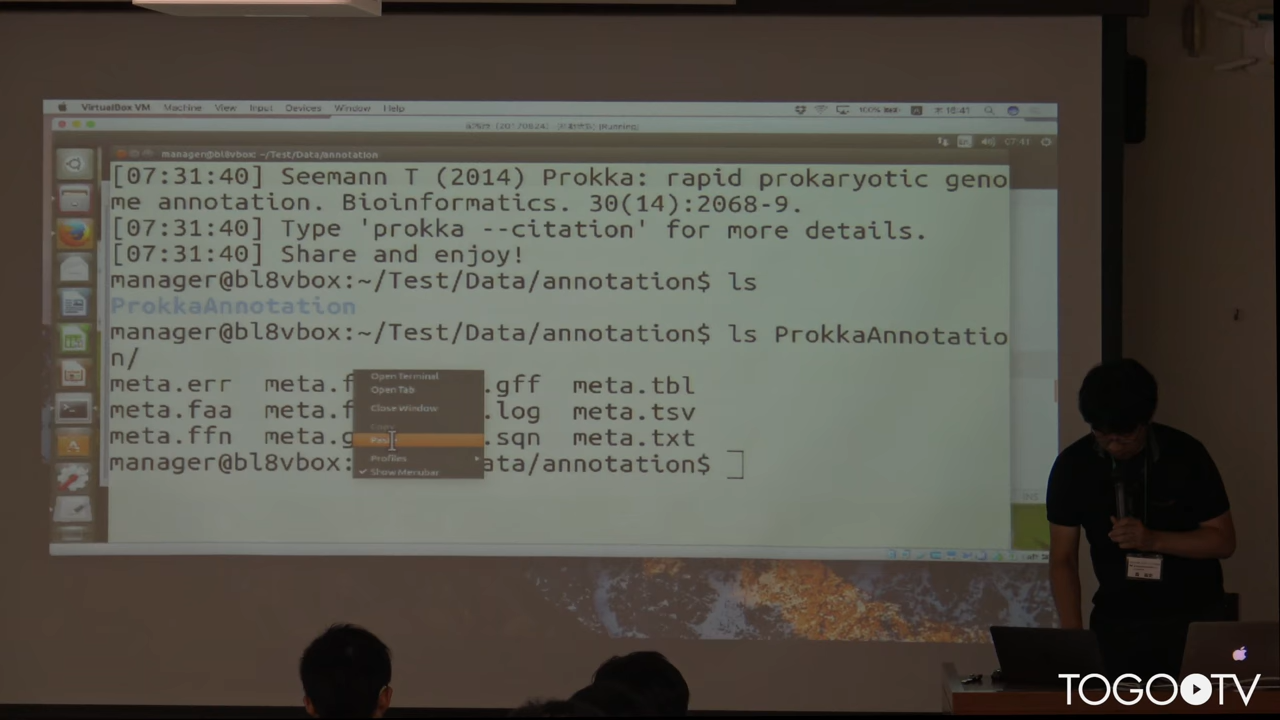 VirtualBox VM Machine View Input Devices Window Help
manager@bl8vbox: ~/Test/Data/annotation
[07:31:40] Seemann T (2014) Prokka: rapid prokaryotic geno
me annotation. Bioinformatics. 30(14):2068-9.
[07:31:40] Type 'prokka --citation' for more details.
[07:31:40] Share and enjoy!
manager@bl8vbox:~/Test/Data/annotation$ ls
ProkkaAnnotation
manager@bl8vbox:~/Test/Data/annotation$ ls ProkkaAnnotatio
n/
meta.err meta.f .gff meta.tbl
meta.faa meta.f .log meta.tsv
meta.ffn meta.g .sqn meta.txt
manager@bl8vbox: ata/annotation$
Open Terminal
Open Tab
Close Window
Copy
Profiles
Show Menubar
TOGO TV